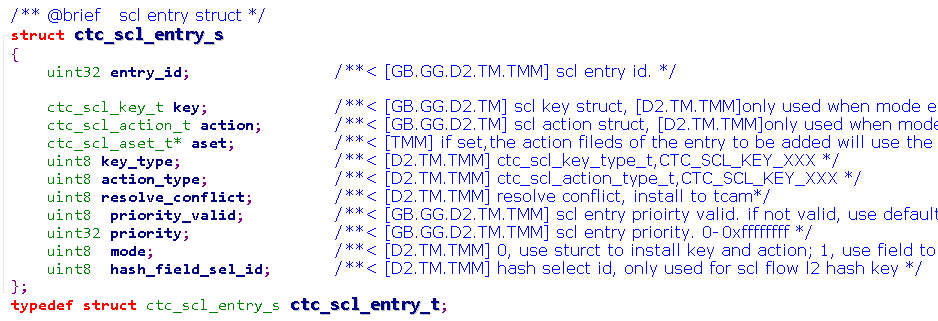 /** @brief   scl entry struct */
struct ctc_scl_entry_s
{
    uint32 entry_id;                /**< [GB.GG.D2.TM.TMM] scl entry id. */

    ctc_scl_key_t key;              /**< [GB.GG.D2.TM] scl key struct, [D2.TM.TMM]only used when mode e
    ctc_scl_action_t action;        /**< [GB.GG.D2.TM] scl action struct, [D2.TM.TMM]only used when mode
    ctc_scl_aset_t* aset;           /**< [TMM] if set,the action fileds of the entry to be added will use the
    uint8 key_type;                 /**< [D2.TM.TMM] ctc_scl_key_type_t,CTC_SCL_KEY_XXX */
    uint8 action_type;              /**< [D2.TM.TMM] ctc_scl_action_type_t,CTC_SCL_KEY_XXX */
    uint8 resolve_conflict;         /**< [D2.TM.TMM] resolve conflict, install to tcam*/
    uint8  priority_valid;          /**< [GB.GG.D2.TM.TMM] scl entry prioirty valid. if not valid, use default
    uint32 priority;                /**< [GB.GG.D2.TM.TMM] scl entry priority. 0-0xffffffff */
    uint8  mode;                    /**< [D2.TM.TMM] 0, use sturct to install key and action; 1, use field to
    uint8  hash_field_sel_id;       /**< [D2.TM.TMM] hash select id, only used for scl flow l2 hash key */
};
typedef struct ctc_scl_entry_s ctc_scl_entry_t;